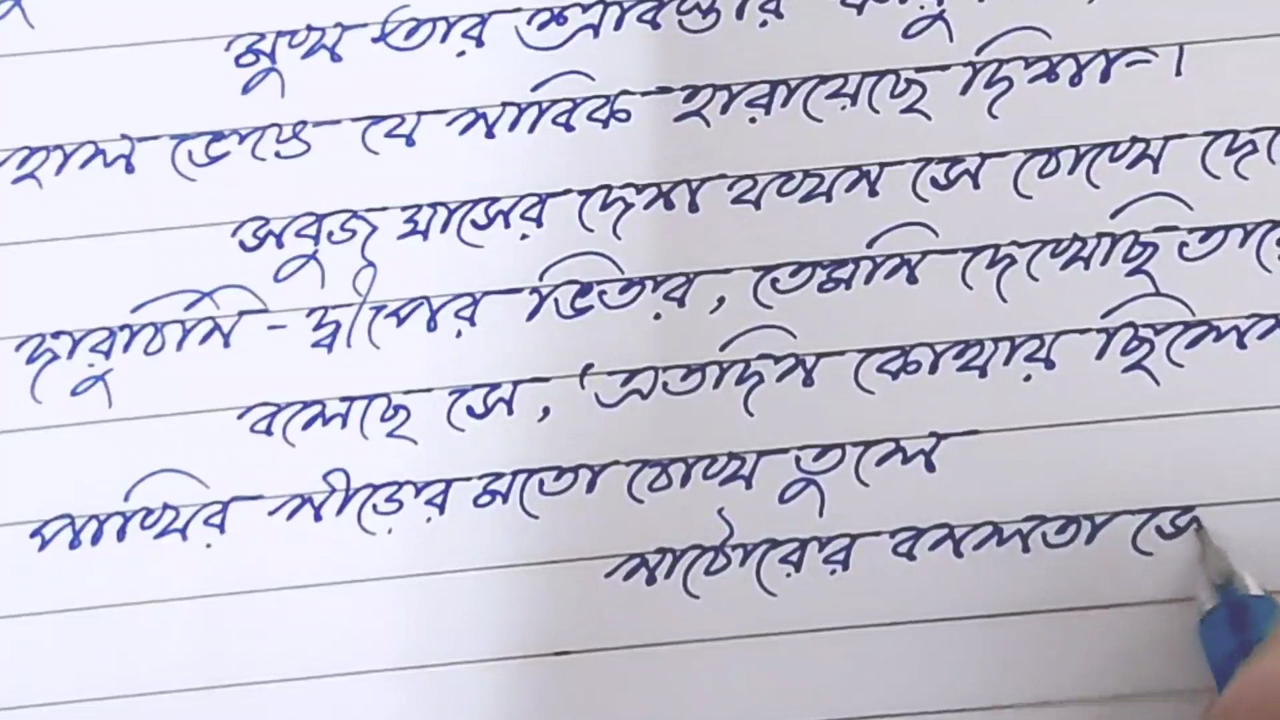 মুখ তার শ্রাবস্তীর
হাল ভেঙে যে নাবিক হারায়েছে দিশা।
সবুজ ঘাসের দেশ যখন সে চোখে দে
দারুচিনি-দ্বীপের ভিতর, তেমনি দেখেছি তারে
বলেছে সে, 'এতদিন কোথায় ছিলেন
পাখির নীড়ের মতো চোখ তুলে
নাটোরের বনলতা সে